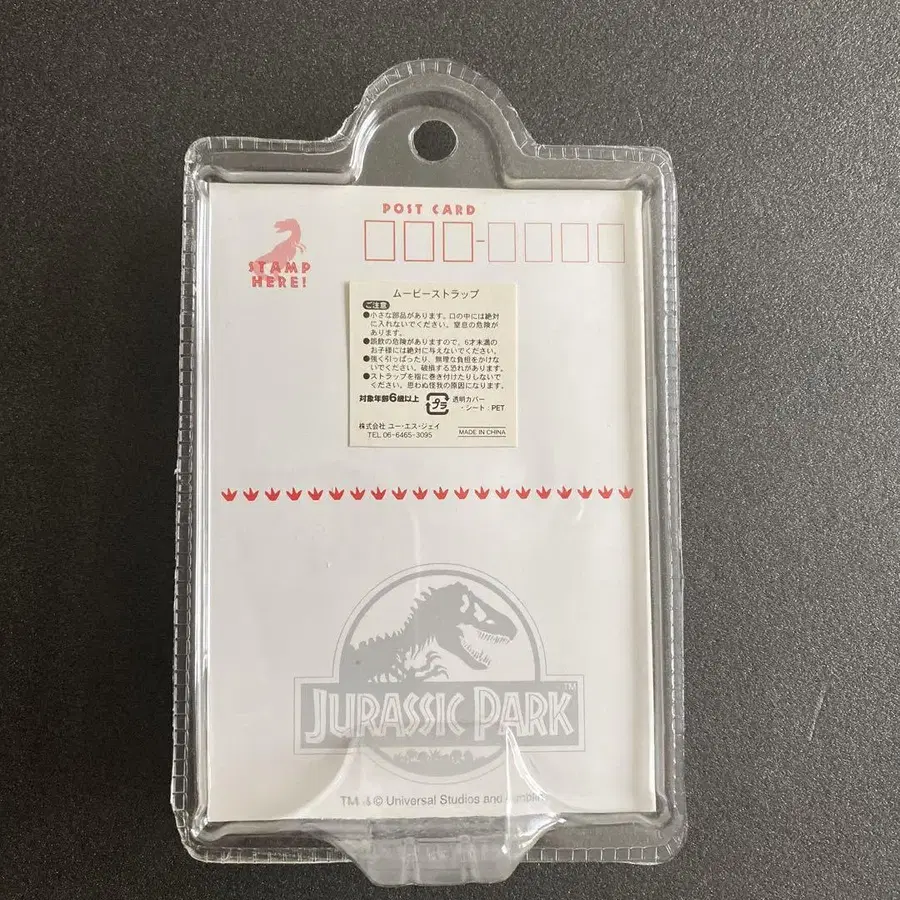 POST CARD
STAMP
HERE!
ムービーストラップ
ご注意
●小さな部品があります。口の中には絶対
に入れないでください。窒息の危険が
あります。
●誤飲の危険がありますので、6才未満の
お子様には絶対に与えないでください。
●強く引っぱったり、無理な負担をかけな
いでください。破損する恐れがあります。
●ストラップを指に巻き付けたりしないで
ください。思わぬ怪我の原因になります。
対象年齢6歳以上 プラ 透明カバー
・シート:PET
株式会社 ユー・エス・ジェイ
TEL 06-6465-3095 MADE IN CHINA
JURASSIC PARK TM
TM & © Universal Studios and Amblin